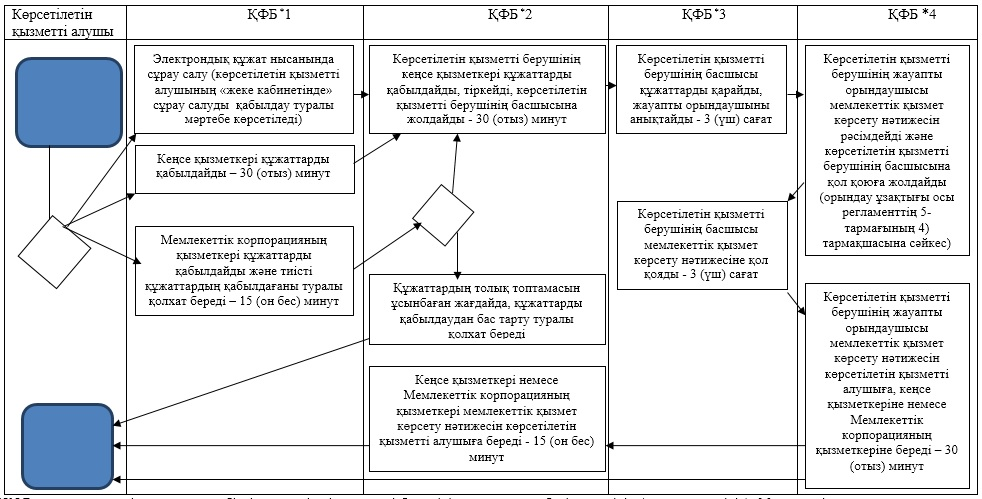 Көрсетілетін
қызметті алушы
ҚФБ *1
ҚФБ *2
ҚФБ *3
ҚФБ *4
Электрондық құжат нысанында
сұрау салу (көрсетілетін қызметті
алушының «жеке кабинетінде»
сұрау салуды қабылдау туралы
мәртебе көрсетіледі)
Кеңсе қызметкері құжаттарды
қабылдайды – 30 (отыз) минут
Мемлекеттік корпорацияның
қызметкері құжаттарды
қабылдайды және тиісті
құжаттардың қабылдағаны туралы
қолхат береді – 15 (он бес) минут
Көрсетілетін қызметті берушінің
кеңсе қызметкері құжаттарды
қабылдайды, тіркейді, көрсетілетін
қызметті берушінің басшысына
жолдайды - 30 (отыз) минут
Құжаттардың толық топтамасын
ұсынбаған жағдайда, құжаттарды
қабылдаудан бас тарту туралы
қолхат береді
Кеңсе қызметкері немесе
Мемлекеттік корпорацияның
қызметкері мемлекеттік қызмет
көрсету нәтижесін көрсетілетін
қызметті алушыға береді - 15 (он бес)
минут
Көрсетілетін қызметті
берушінің басшысы
құжаттарды қарайды,
жауапты орындаушыны
анықтайды - 3 (үш) сағат
Көрсетілетін қызметті
берушінің басшысы
мемлекеттік қызмет
көрсету нәтижесіне қол
қояды - 3 (үш) сағат
Көрсетілетін қызметті
берушінің жауапты
орындаушысы
мемлекеттік қызмет
көрсету нәтижесін
рәсімдейді және
көрсетілетін қызметті
берушінің басшысына
қол қоюға жолдайды
(орындау ұзақтығы осы
регламенттің 5-
тармағының 4)
тармақшасына сәйкес)
Көрсетілетін қызметті
берушінің жауапты
орындаушысы
мемлекеттік қызмет
көрсету нәтижесін
көрсетілетін қызметті
алушыға, кеңсе
қызметкеріне немесе
Мемлекеттік
корпорацияның
қызметкеріне береді – 30
(отыз) минут